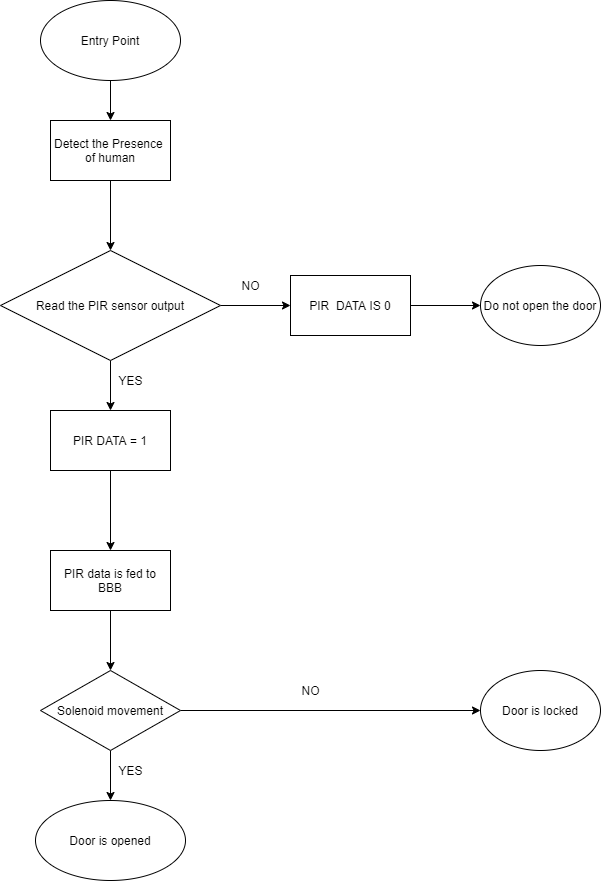 Entry Point
Detect the Presence
of human
Read the PIR sensor output
NO
PIR  DATA IS 0
Do not open the door
YES
PIR DATA = 1
PIR data is fed to
BBB
Solenoid movement
NO
Door is locked
YES
Door is opened